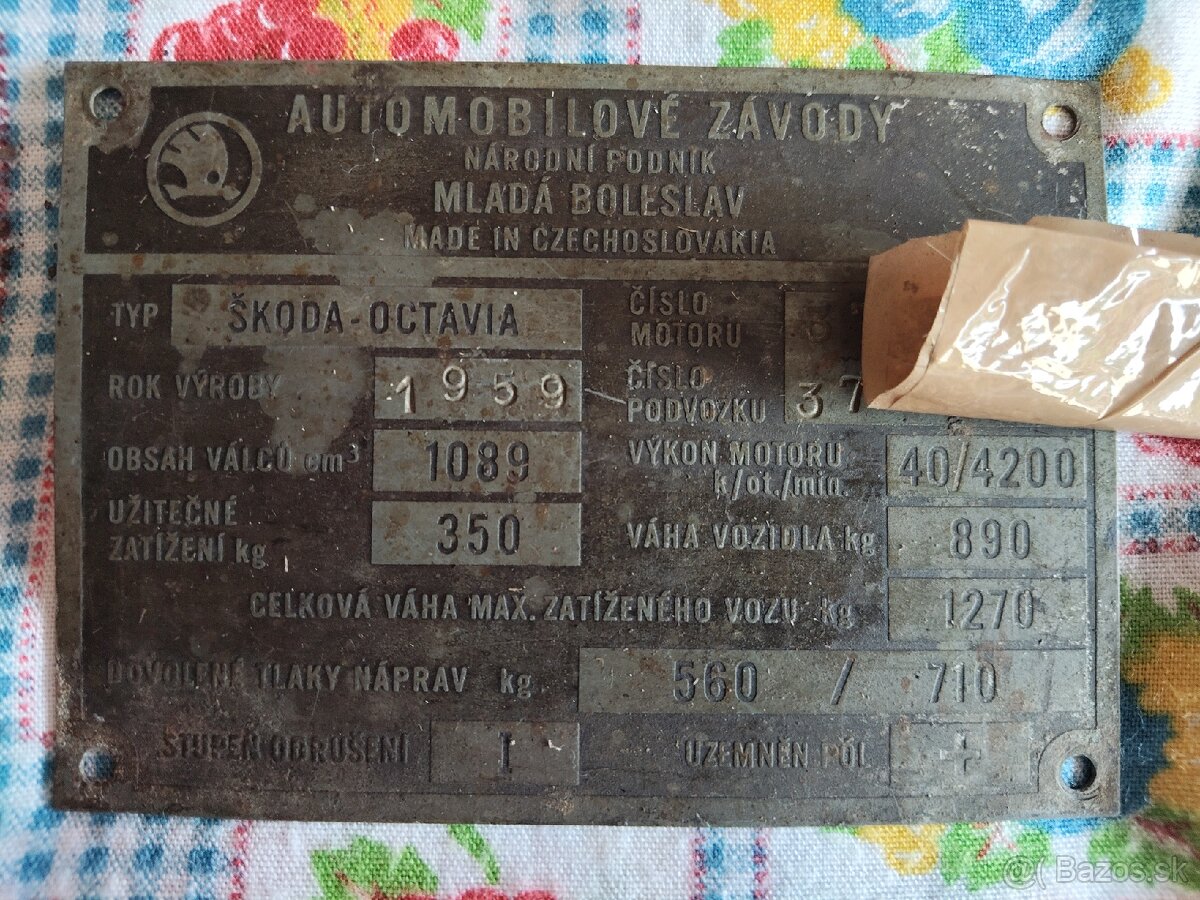 AUTOMOBILOVÉ ZÁVODY
NÁRODNÍ PODNIK
MLADÁ BOLESLAV
MADE IN CZECHOSLOVAKIA
TYP ŠKODA-OCTAVIA
ČÍSLO MOTORU
ROK VÝROBY 1959
ČÍSLO PODVOZKU 37
OBSAH VÁLCŮ cm³ 1089
VÝKON MOTORU k/ot./min. 40/4200
UŽITEČNÉ ZATÍŽENÍ kg 350
VÁHA VOZIDLA kg 890
CELKOVÁ VÁHA MAX. ZATÍŽENÉHO VOZU kg 1270
DOVOLENÉ TLAKY NÁPRAV kg 560 / 710
STUPEŇ ODRUŠENÍ I
UZEMNĚN PÓL +
@( Bazos.sk